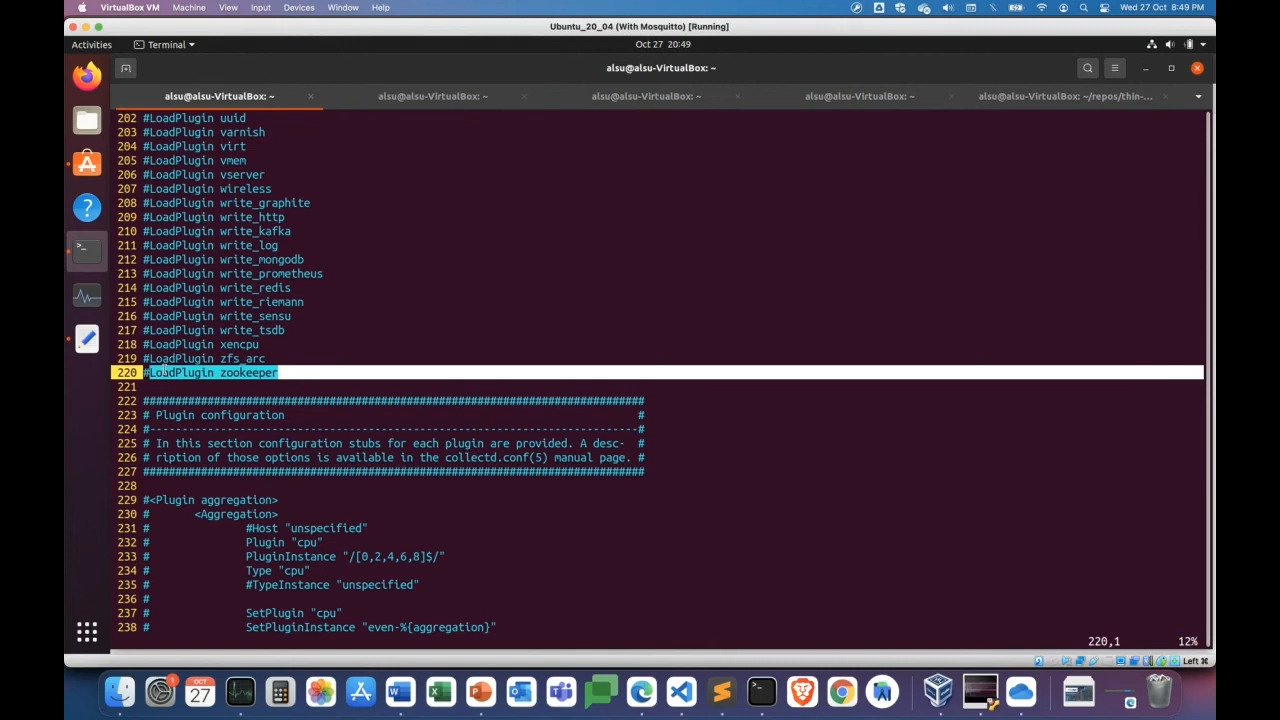 VirtualBox VM Machine View Input Devices Window Help Wed 27 Oct 8:49 PM
Ubuntu_20_04 (With Mosquitto) [Running]
Activities Terminal Oct 27 20:49
alsu@alsu-VirtualBox: ~
alsu@alsu-VirtualBox: ~ alsu@alsu-VirtualBox: ~ alsu@alsu-VirtualBox: ~ alsu@alsu-VirtualBox: ~ alsu@alsu-VirtualBox: ~/repos/thin-...
202 #LoadPlugin uuid
203 #LoadPlugin varnish
204 #LoadPlugin virt
205 #LoadPlugin vmem
206 #LoadPlugin vserver
207 #LoadPlugin wireless
208 #LoadPlugin write_graphite
209 #LoadPlugin write_http
210 #LoadPlugin write_kafka
211 #LoadPlugin write_log
212 #LoadPlugin write_mongodb
213 #LoadPlugin write_prometheus
214 #LoadPlugin write_redis
215 #LoadPlugin write_riemann
216 #LoadPlugin write_sensu
217 #LoadPlugin write_tsdb
218 #LoadPlugin xencpu
219 #LoadPlugin zfs_arc
220 #LoadPlugin zookeeper
221
222 ##############################################################################
223 # Plugin configuration #
224 #----------------------------------------------------------------------------#
225 # In this section configuration stubs for each plugin are provided. A desc- #
226 # ription of those options is available in the collectd.conf(5) manual page. #
227 ##############################################################################
228
229 #<Plugin aggregation>
230 # <Aggregation>
231 # #Host "unspecified"
232 # Plugin "cpu"
233 # PluginInstance "/[0,2,4,6,8]$/"
234 # Type "cpu"
235 # #TypeInstance "unspecified"
236 #
237 # SetPlugin "cpu"
238 # SetPluginInstance "even-%{aggregation}"
220,1 12%
Left ⌘
OCT
27
1